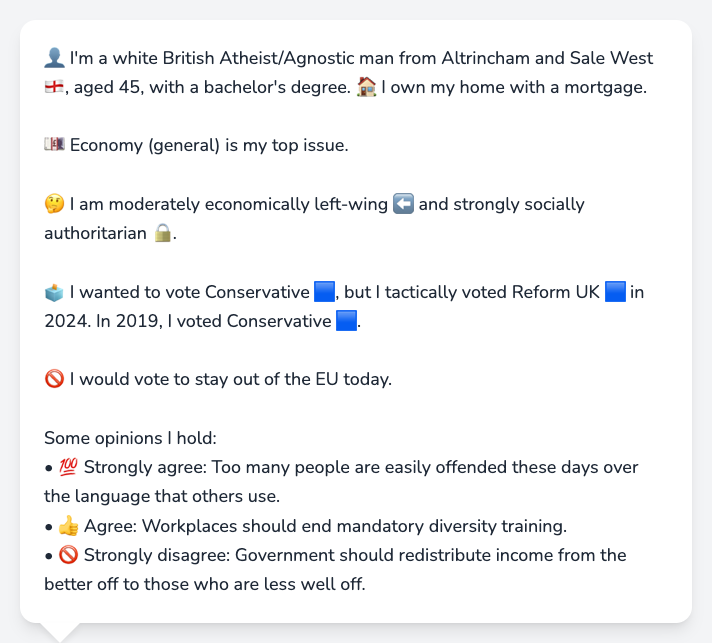 👤 I'm a white British Atheist/Agnostic man from Altrincham and Sale West
🏴󠁧󠁢󠁥󠁮󠁧󠁿, aged 45, with a bachelor's degree. 🏠 I own my home with a mortgage.
💷 Economy (general) is my top issue.
🤔 I am moderately economically left-wing ⬅️ and strongly socially
authoritarian 🔒.
🗳️ I wanted to vote Conservative 🟦, but I tactically voted Reform UK 🟦 in
2024. In 2019, I voted Conservative 🟦.
🚫 I would vote to stay out of the EU today.
Some opinions I hold:
• 💯 Strongly agree: Too many people are easily offended these days over
the language that others use.
• 👍 Agree: Workplaces should end mandatory diversity training.
• 🚫 Strongly disagree: Government should redistribute income from the
better off to those who are less well off.